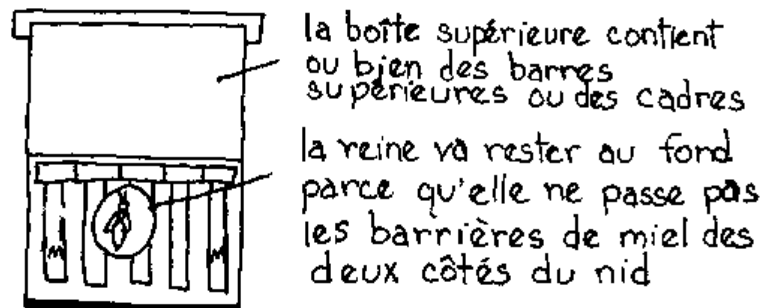 la boîte supérieure contient
ou bien des barres
supérieures ou des cadres
la reine va rester au fond
parce qu'elle ne passe pas
les barrières de miel des
deux côtés du nid
M
M